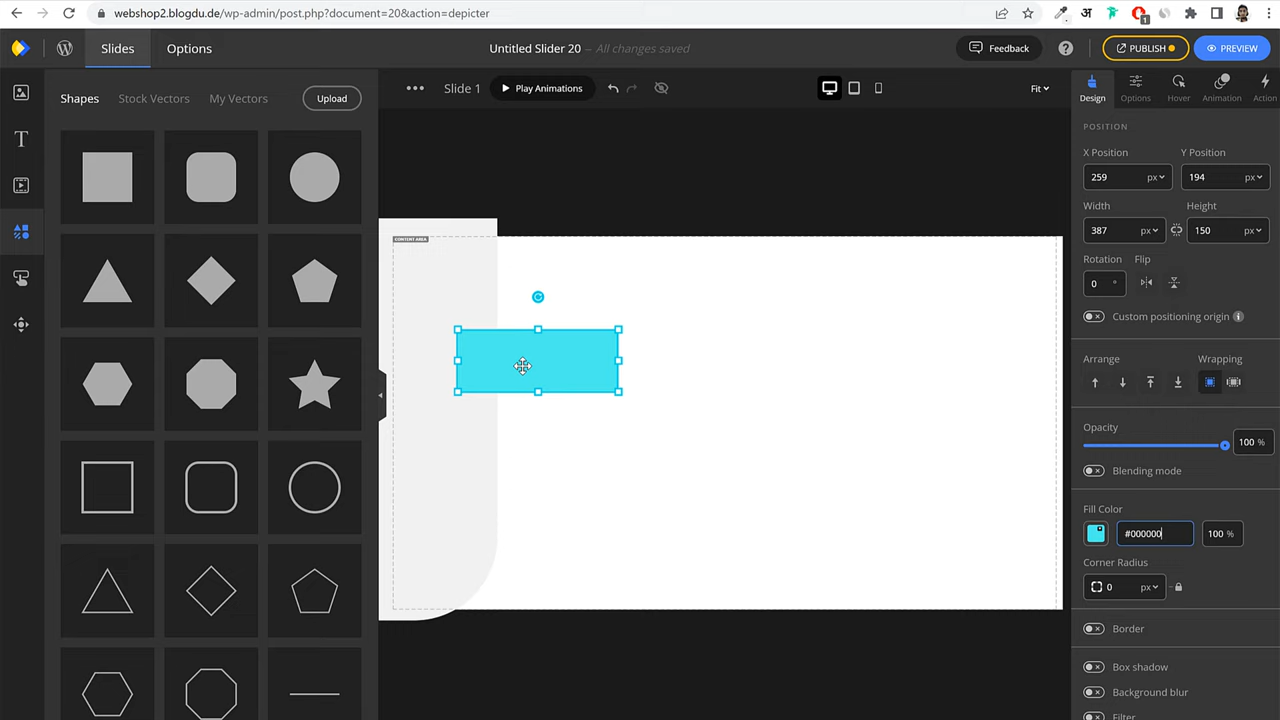 webshop2.blogdu.de/wp-admin/post.php?document=20&action=depicter
अ
1
Slides
Options
Untitled Slider 20 - All changes saved
Feedback
PUBLISH
PREVIEW
Shapes
Stock Vectors
My Vectors
Upload
Slide 1
Play Animations
Fit
Design
Options
Hover
Animation
Action
CONTENT AREA
POSITION
X Position
Y Position
259 px
194 px
Width
Height
387 px
150 px
Rotation
Flip
0 °
Custom positioning origin
Arrange
Wrapping
Opacity
100 %
Blending mode
Fill Color
#000000
100 %
Corner Radius
0 px
Border
Box shadow
Background blur
Filter